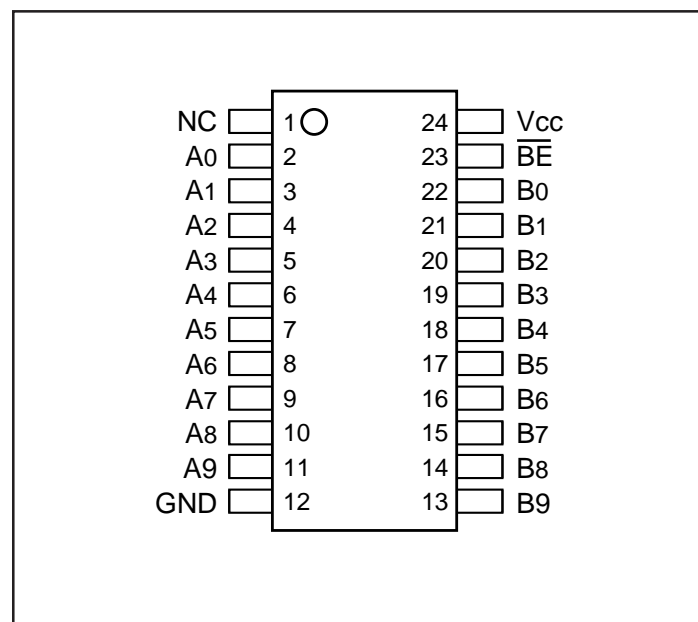 NC 1 24 Vcc
A0 2 23 B̅E̅
A1 3 22 B0
A2 4 21 B1
A3 5 20 B2
A4 6 19 B3
A5 7 18 B4
A6 8 17 B5
A7 9 16 B6
A8 10 15 B7
A9 11 14 B8
GND 12 13 B9